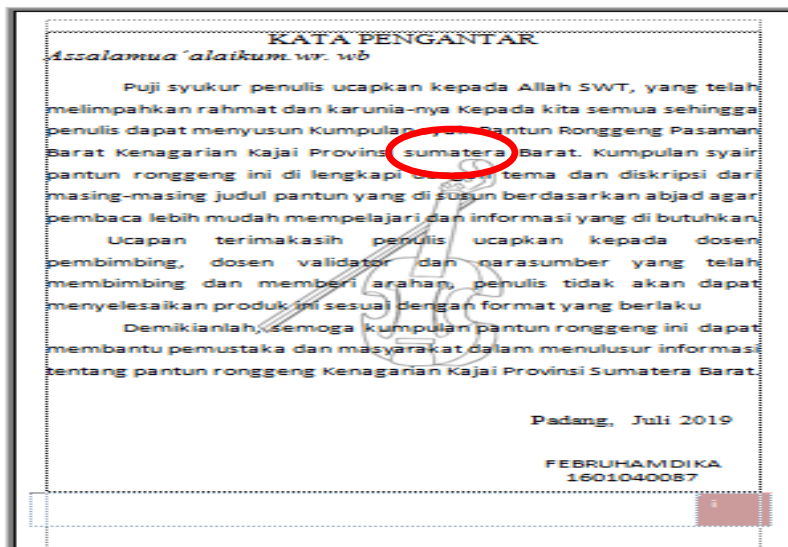 KATA PENGANTAR
Assalamua´alaikum.wr. wb
Puji syukur penulis ucapkan kepada Allah SWT, yang telah
melimpahkan rahmat dan karunia-nya Kepada kita semua sehingga
penulis dapat menyusun Kumpulan Pantun Ronggeng Pasaman
Barat Kenagarian Kajai Provinsi sumatera Barat. Kumpulan syair
pantun ronggeng ini di lengkapi dengan tema dan diskripsi dari
masing-masing judul pantun yang di susun berdasarkan abjad agar
pembaca lebih mudah mempelajari dan informasi yang di butuhkan.
Ucapan terimakasih penulis ucapkan kepada dosen
pembimbing, dosen validator dan narasumber yang telah
membimbing dan memberi arahan, penulis tidak akan dapat
menyelesaikan produk ini sesuai dengan format yang berlaku
Demikianlah, semoga kumpulan pantun ronggeng ini dapat
membantu pemustaka dan masyarakat dalam menulusur informasi
tentang pantun ronggeng Kenagarian Kajai Provinsi Sumatera Barat.
Padang, Juli 2019
FEBRUHAMDIKA
1601040087
i